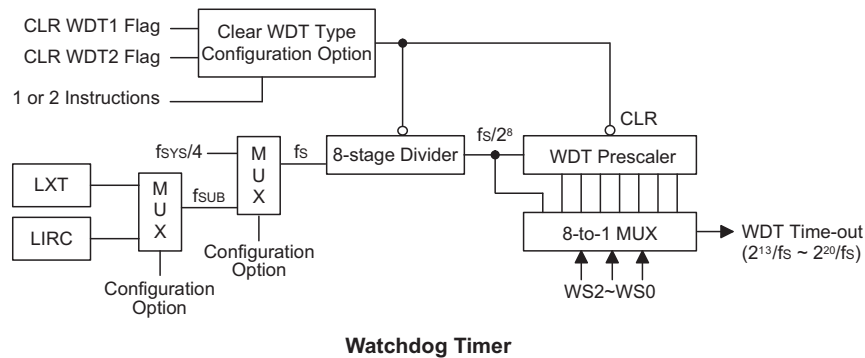 CLR WDT1 Flag
CLR WDT2 Flag
1 or 2 Instructions
Clear WDT Type
Configuration Option
CLR
fSYS/4
fS
8-stage Divider
fS/2⁸
WDT Prescaler
LXT
LIRC
M
U
X
fSUB
M
U
X
Configuration
Option
Configuration
Option
8-to-1 MUX
WS2~WS0
WDT Time-out
(2¹³/fS ~ 2²⁰/fS)
Watchdog Timer